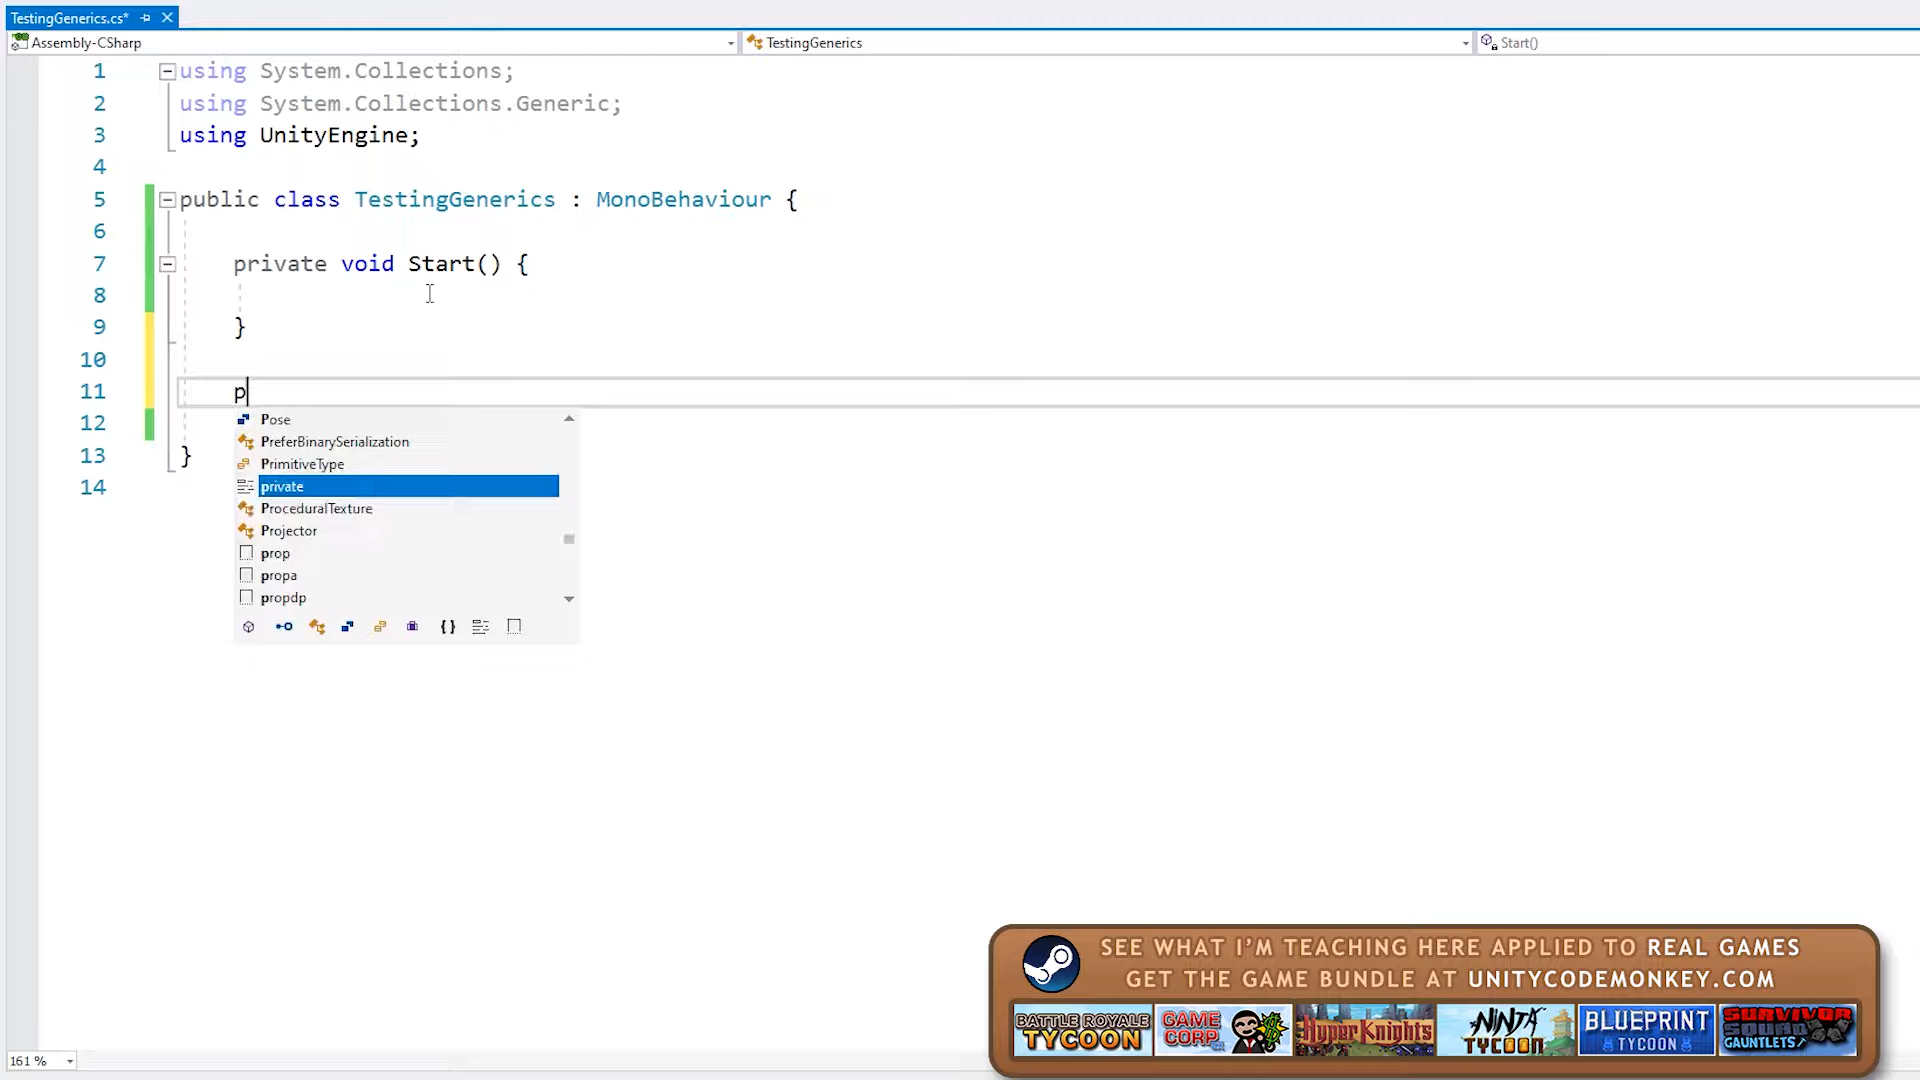 TestingGenerics.cs*
Assembly-CSharp
TestingGenerics
Start()
1 using System.Collections;
2 using System.Collections.Generic;
3 using UnityEngine;
4
5 public class TestingGenerics : MonoBehaviour {
6
7 private void Start() {
8
9 }
10
11 p
12
13 }
14
Pose
PreferBinarySerialization
PrimitiveType
private
ProceduralTexture
Projector
prop
propa
propdp
SEE WHAT I'M TEACHING HERE APPLIED TO REAL GAMES
GET THE GAME BUNDLE AT UNITYCODEMONKEY.COM
BATTLE ROYALE TYCOON
GAME CORP
HYPER KNIGHTS
NINJA TYCOON
BLUEPRINT TYCOON
SURVIVOR SQUAD GAUNTLETS
161 %